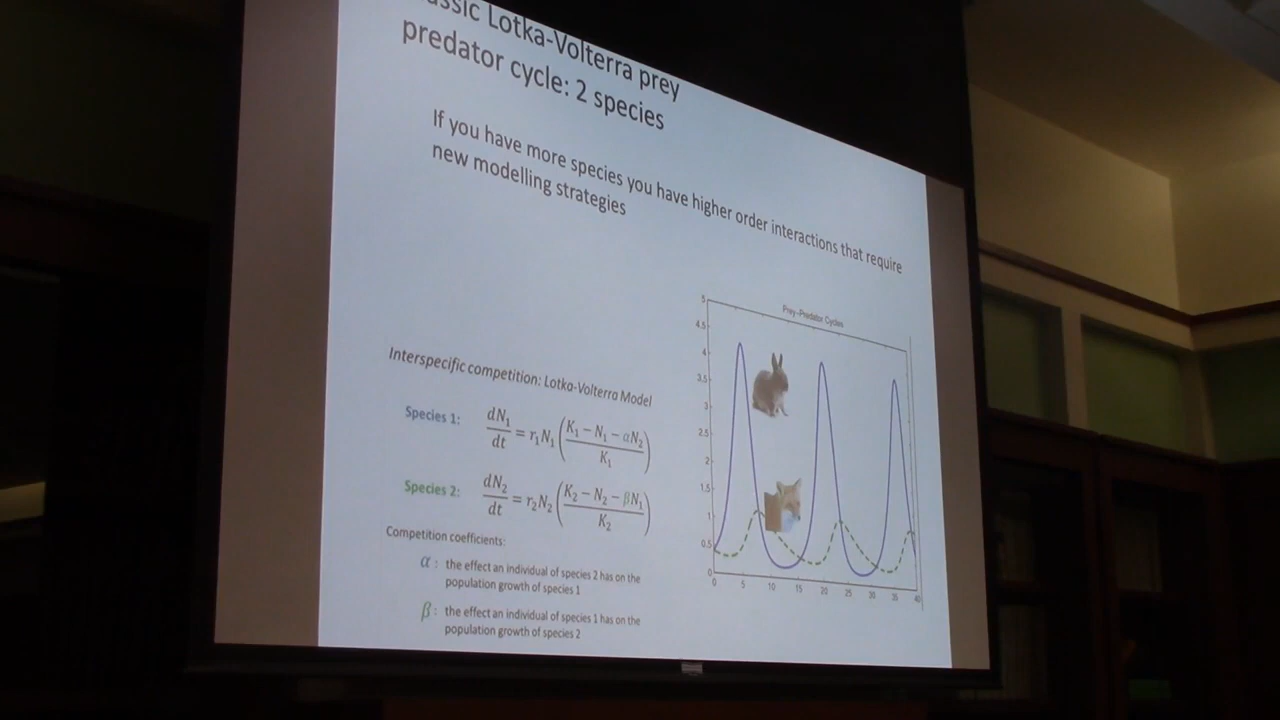 assic Lotka-Volterra prey
predator cycle: 2 species
If you have more species you have higher order interactions that require
new modelling strategies
Interspecific competition: Lotka-Volterra Model
Species 1: dN₁/dt = r₁N₁ ((K₁ − N₁ − αN₂)/K₁)
Species 2: dN₂/dt = r₂N₂ ((K₂ − N₂ − βN₁)/K₂)
Competition coefficients:
α : the effect an individual of species 2 has on the
population growth of species 1
β : the effect an individual of species 1 has on the
population growth of species 2
Prey-Predator Cycles
5
4.5
4
3.5
3
2.5
2
1.5
1
0.5
0
0 5 10 15 20 25 30 35 40